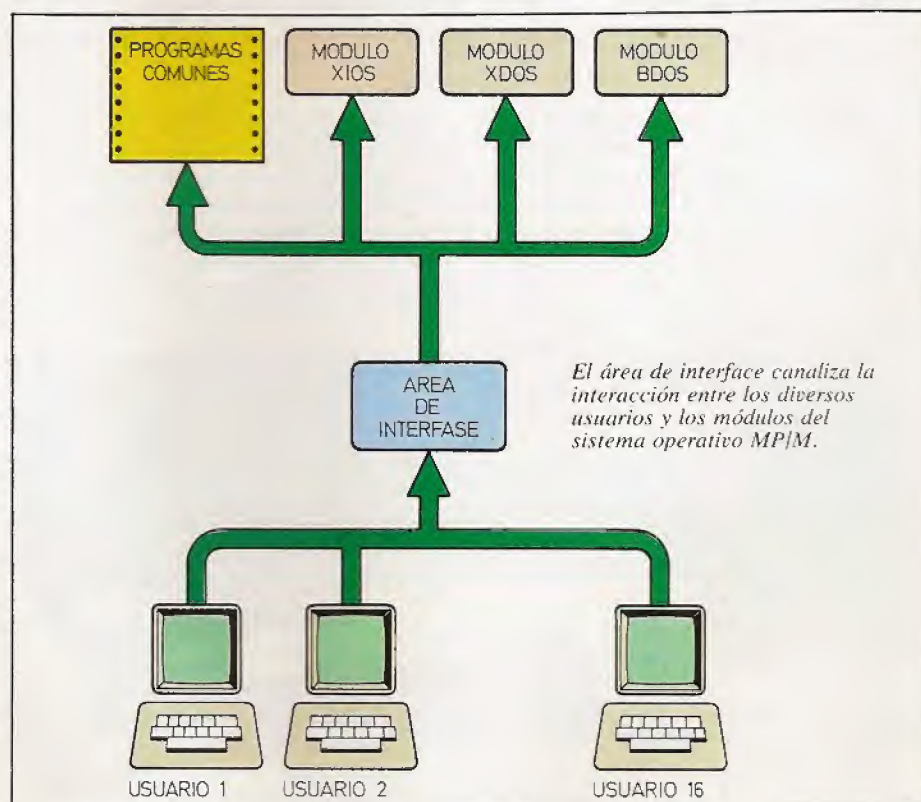 PROGRAMAS
COMUNES
MODULO
XIOS
MODULO
XDOS
MODULO
BDOS
AREA
DE
INTERFASE
El área de interface canaliza la
interacción entre los diversos
usuarios y los módulos del
sistema operativo MP/M.
USUARIO 1
USUARIO 2
USUARIO 16